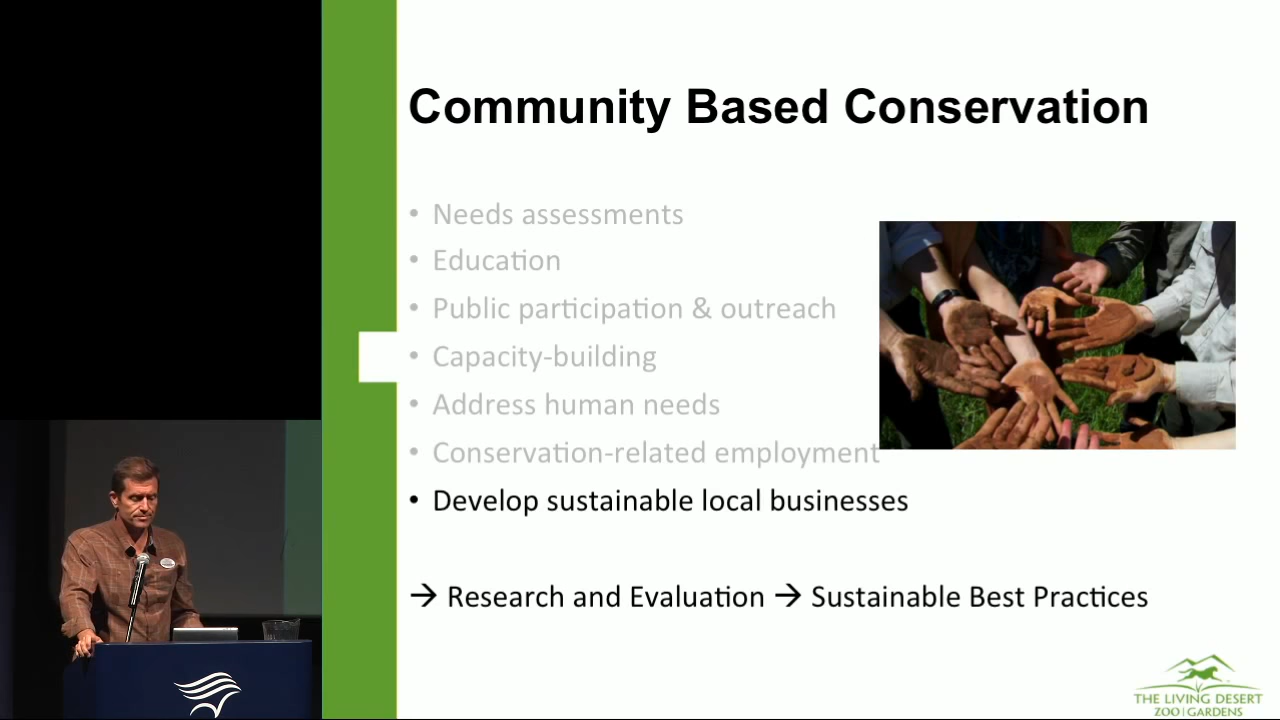 Community Based Conservation
• Needs assessments
• Education
• Public participation & outreach
• Capacity-building
• Address human needs
• Conservation-related employment
• Develop sustainable local businesses
→ Research and Evaluation → Sustainable Best Practices
THE LIVING DESERT
ZOO | GARDENS